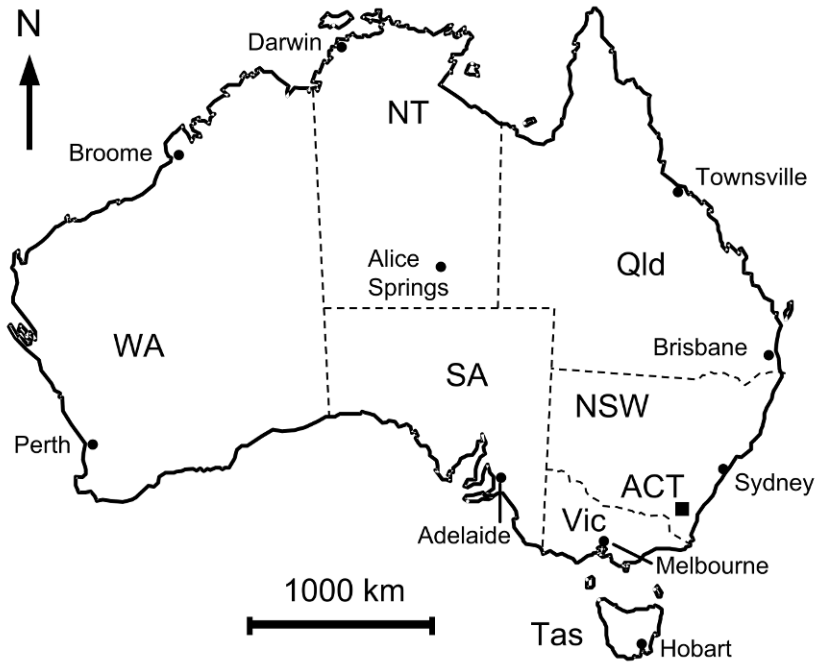 N
Darwin
NT
Broome
Townsville
Alice
Springs
Qld
WA
Brisbane
SA
NSW
Perth
ACT
Sydney
Vic
Adelaide
Melbourne
1000 km
Tas
Hobart